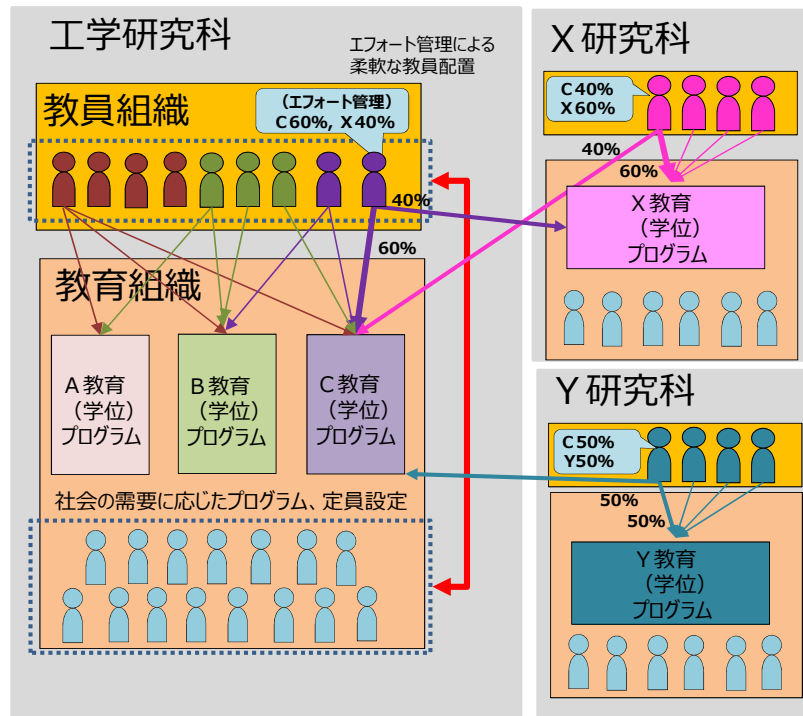 工学研究科
エフォート管理による
柔軟な教員配置
教員組織
(エフォート管理)
C60%, X40%
40%
60%
教育組織
A教育
(学位)
プログラム
B教育
(学位)
プログラム
C教育
(学位)
プログラム
社会の需要に応じたプログラム、定員設定
X研究科
C40%
X60%
40%
60%
X教育
(学位)
プログラム
Y研究科
C50%
Y50%
50%
50%
Y教育
(学位)
プログラム